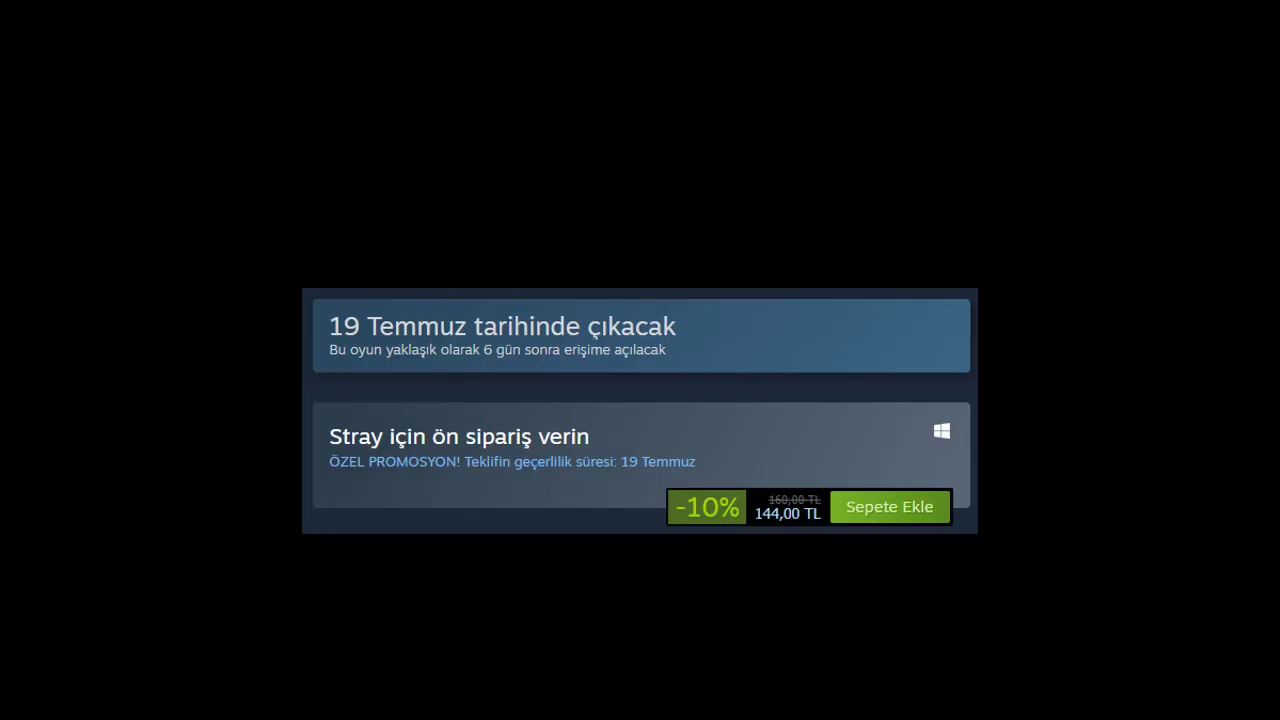 19 Temmuz tarihinde çıkacak
Bu oyun yaklaşık olarak 6 gün sonra erişime açılacak
Stray için ön sipariş verin
ÖZEL PROMOSYON! Teklifin geçerlilik süresi: 19 Temmuz
-10%
160,00 TL
144,00 TL
Sepete Ekle